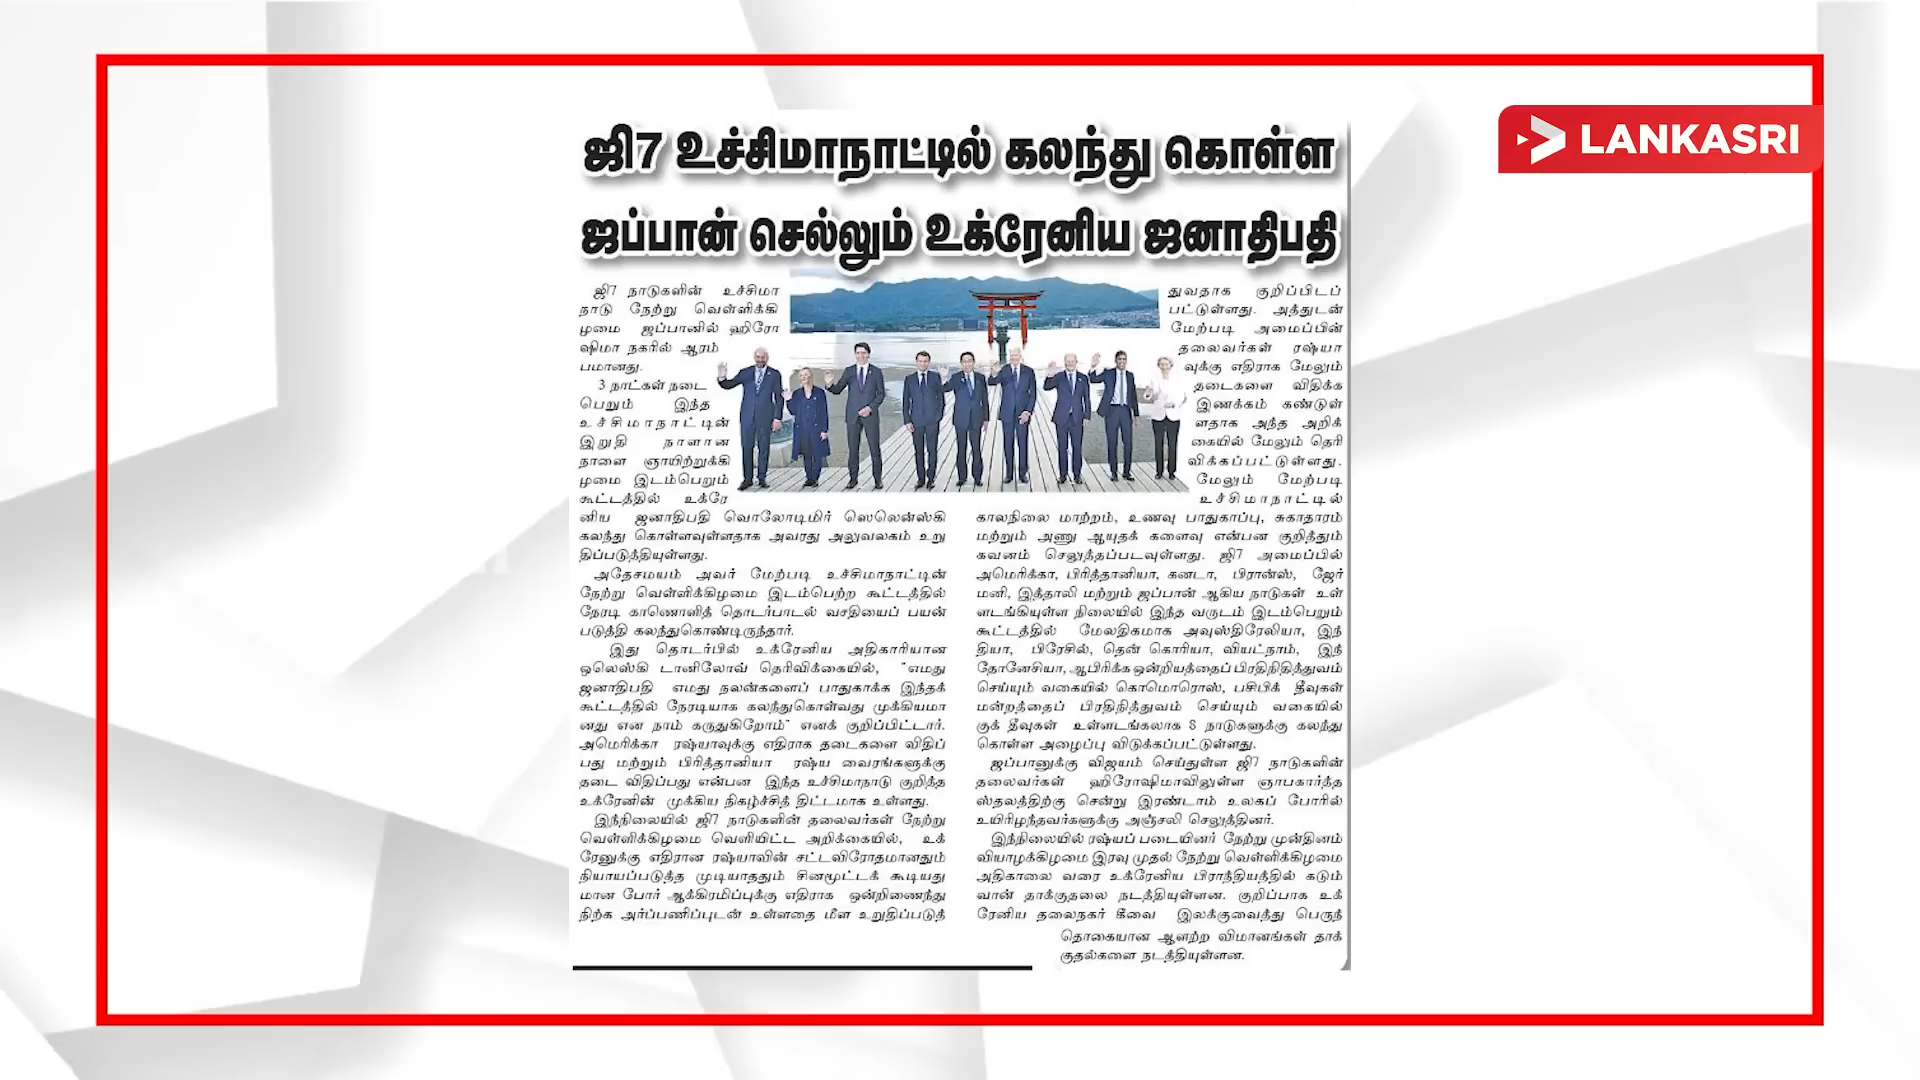 LANKASRI
ஜி7 உச்சிமாநாட்டில் கலந்து கொள்ள
ஜப்பான் செல்லும் உக்ரேனிய ஜனாதிபதி
ஜி7 நாடுகளின் உச்சிமா
நாடு நேற்று வெள்ளிக்கி
ழமை ஜப்பானில் ஹிரோ
ஷிமா நகரில் ஆரம்
பமானது.
3 நாட்கள் நடை
பெறும் இந்த
உச்சிமாநாட்டின்
இறுதி நாளான
நாளை ஞாயிற்றுக்கி
ழமை இடம்பெறும்
கூட்டத்தில் உக்ரே
னிய ஜனாதிபதி வொலோடிமிர் ஸெலென்ஸ்கி
கலந்து கொள்ளவுள்ளதாக அவரது அலுவலகம் உறு
திப்படுத்தியுள்ளது.
அதேசமயம் அவர் மேற்படி உச்சிமாநாட்டின்
நேற்று வெள்ளிக்கிழமை இடம்பெற்ற கூட்டத்தில்
நேரடி காணொளித் தொடர்பாடல் வசதியைப் பயன்
படுத்தி கலந்துகொண்டிருந்தார்.
இது தொடர்பில் உக்ரேனிய அதிகாரியான
ஒலெஸ்கி டானிலோவ் தெரிவிக்கையில், "எமது
ஜனாதிபதி எமது நலன்களைப் பாதுகாக்க இந்தக்
கூட்டத்தில் நேரடியாக கலந்துகொள்வது முக்கியமா
னது என நாம் கருதுகிறோம்" எனக் குறிப்பிட்டார்.
அமெரிக்கா ரஷ்யாவுக்கு எதிராக தடைகளை விதிப்
பது மற்றும் பிரித்தானியா ரஷ்ய வைரங்களுக்கு
தடை விதிப்பது என்பன இந்த உச்சிமாநாடு குறித்த
உக்ரேனின் முக்கிய நிகழ்ச்சித் திட்டமாக உள்ளது.
இந்நிலையில் ஜி7 நாடுகளின் தலைவர்கள் நேற்று
வெள்ளிக்கிழமை வெளியிட்ட அறிக்கையில், உக்
ரேனுக்கு எதிரான ரஷ்யாவின் சட்டவிரோதமானதும்
நியாயப்படுத்த முடியாததும் சினமூட்டக் கூடியது
மான போர் ஆக்கிரமிப்புக்கு எதிராக ஒன்றிணைந்து
நிற்க அர்ப்பணிப்புடன் உள்ளதை மீள உறுதிப்படுத்
துவதாக குறிப்பிடப்
பட்டுள்ளது. அத்துடன்
மேற்படி அமைப்பின்
தலைவர்கள் ரஷ்யா
வுக்கு எதிராக மேலும்
தடைகளை விதிக்க
இணக்கம் கண்டுள்
ளதாக அந்த அறிக்
கையில் மேலும் தெரி
விக்கப்பட்டுள்ளது.
மேலும் மேற்படி
உச்சிமாநாட்டில்
காலநிலை மாற்றம், உணவு பாதுகாப்பு, சுகாதாரம்
மற்றும் அணு ஆயுதக் களைவு என்பன குறித்தும்
கவனம் செலுத்தப்படவுள்ளது. ஜி7 அமைப்பில்
அமெரிக்கா, பிரித்தானியா, கனடா, பிரான்ஸ், ஜேர்
மனி, இத்தாலி மற்றும் ஜப்பான் ஆகிய நாடுகள் உள்
ளடங்கியுள்ள நிலையில் இந்த வருடம் இடம்பெறும்
கூட்டத்தில் மேலதிகமாக அவுஸ்திரேலியா, இந்
தியா, பிரேசில், தென் கொரியா, வியட்நாம், இந்
தோனேசியா, ஆபிரிக்க ஒன்றியத்தைப் பிரதிநிதித்துவம்
செய்யும் வகையில் கொமொரொஸ், பசிபிக் தீவுகள்
மன்றத்தைப் பிரதிநித்துவம் செய்யும் வகையில்
குக் தீவுகள் உள்ளடங்கலாக 8 நாடுகளுக்கு கலந்து
கொள்ள அழைப்பு விடுக்கப்பட்டுள்ளது.
ஜப்பானுக்கு விஜயம் செய்துள்ள ஜி7 நாடுகளின்
தலைவர்கள் ஹிரோஷிமாவிலுள்ள ஞாபகார்த்த
ஸ்தலத்திற்கு சென்று இரண்டாம் உலகப் போரில்
உயிரிழந்தவர்களுக்கு அஞ்சலி செலுத்தினர்.
இந்நிலையில் ரஷ்யப் படையினர் நேற்று முன்தினம்
வியாழக்கிழமை இரவு முதல் நேற்று வெள்ளிக்கிழமை
அதிகாலை வரை உக்ரேனிய பிராந்தியத்தில் கடும்
வான் தாக்குதலை நடத்தியுள்ளன. குறிப்பாக உக்
ரேனிய தலைநகர் கீவை இலக்குவைத்து பெருந்
தொகையான ஆளற்ற விமானங்கள் தாக்
குதல்களை நடத்தியுள்ளன.